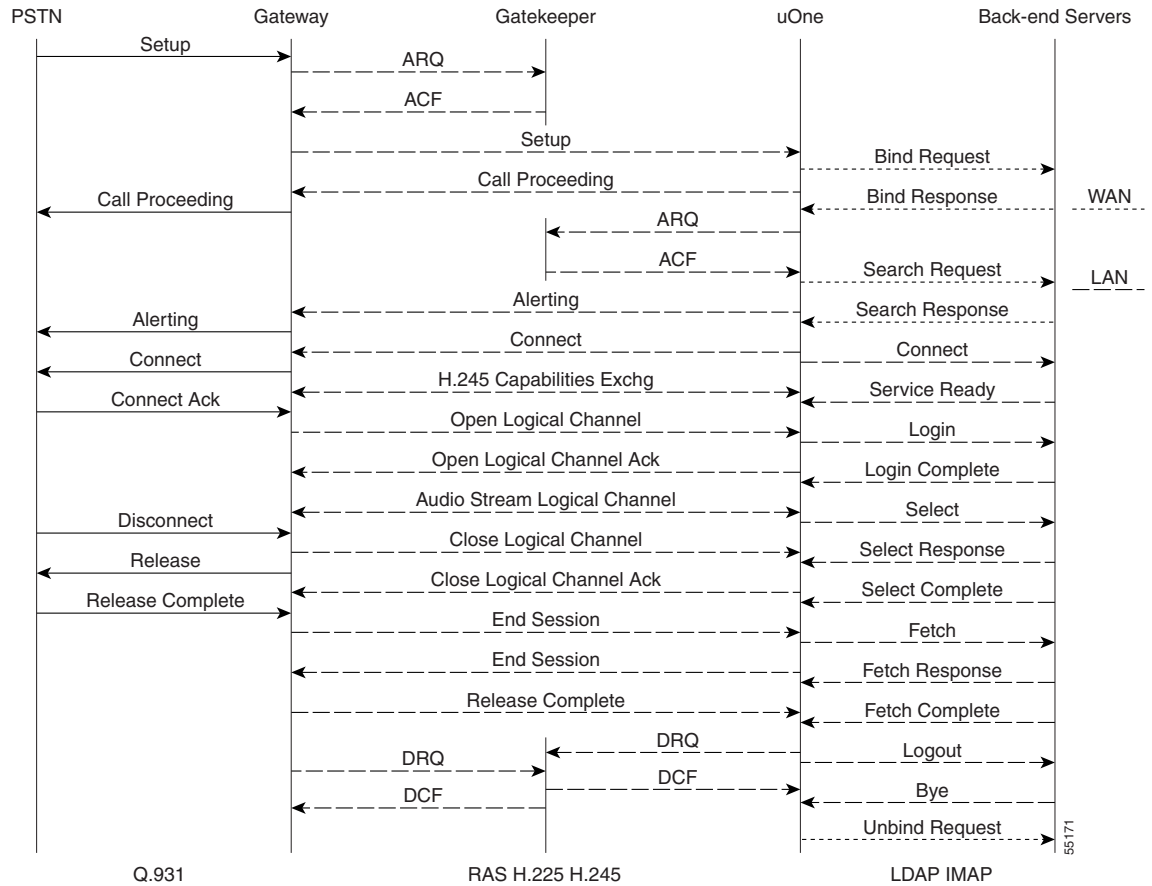 PSTN Gateway Gatekeeper uOne Back-end Servers
Setup
ARQ
ACF
Setup
Bind Request
Call Proceeding
Call Proceeding
Bind Response
WAN
ARQ
ACF
Search Request
LAN
Alerting
Search Response
Alerting
Connect
Connect
Connect
H.245 Capabilities Exchg
Service Ready
Connect Ack
Open Logical Channel
Login
Open Logical Channel Ack
Login Complete
Audio Stream Logical Channel
Select
Disconnect
Close Logical Channel
Select Response
Release
Close Logical Channel Ack
Select Complete
Release Complete
End Session
Fetch
End Session
Fetch Response
Release Complete
Fetch Complete
DRQ
Logout
DRQ
DCF
Bye
DCF
Unbind Request
55171
Q.931 RAS H.225 H.245 LDAP IMAP